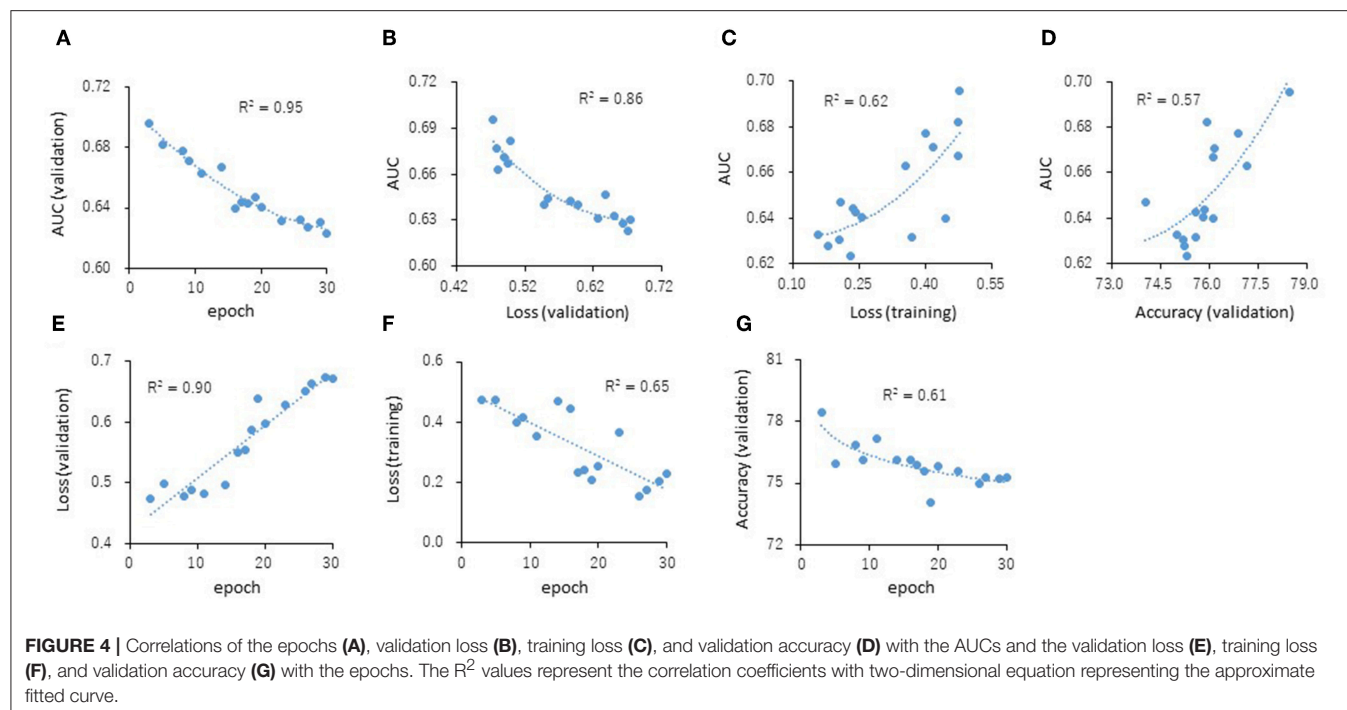 A
B
C
D
0.72
0.68
0.64
0.60
AUC (validation)
R² = 0.95
0 10 20 30
epoch
0.72
0.69
0.66
0.63
0.60
AUC
R² = 0.86
0.42 0.52 0.62 0.72
Loss (validation)
0.70
0.68
0.66
0.64
0.62
AUC
R² = 0.62
0.10 0.25 0.40 0.55
Loss (training)
0.70
0.68
0.66
0.64
0.62
AUC
R² = 0.57
73.0 74.5 76.0 77.5 79.0
Accuracy (validation)
E
F
G
0.7
0.6
0.5
0.4
Loss (validation)
R² = 0.90
0 10 20 30
epoch
0.6
0.4
0.2
0.0
Loss (training)
R² = 0.65
0 10 20 30
epoch
81
78
75
72
Accuracy (validation)
R² = 0.61
0 10 20 30
epoch
FIGURE 4 | Correlations of the epochs (A), validation loss (B), training loss (C), and validation accuracy (D) with the AUCs and the validation loss (E), training loss
(F), and validation accuracy (G) with the epochs. The R² values represent the correlation coefficients with two-dimensional equation representing the approximate
fitted curve.